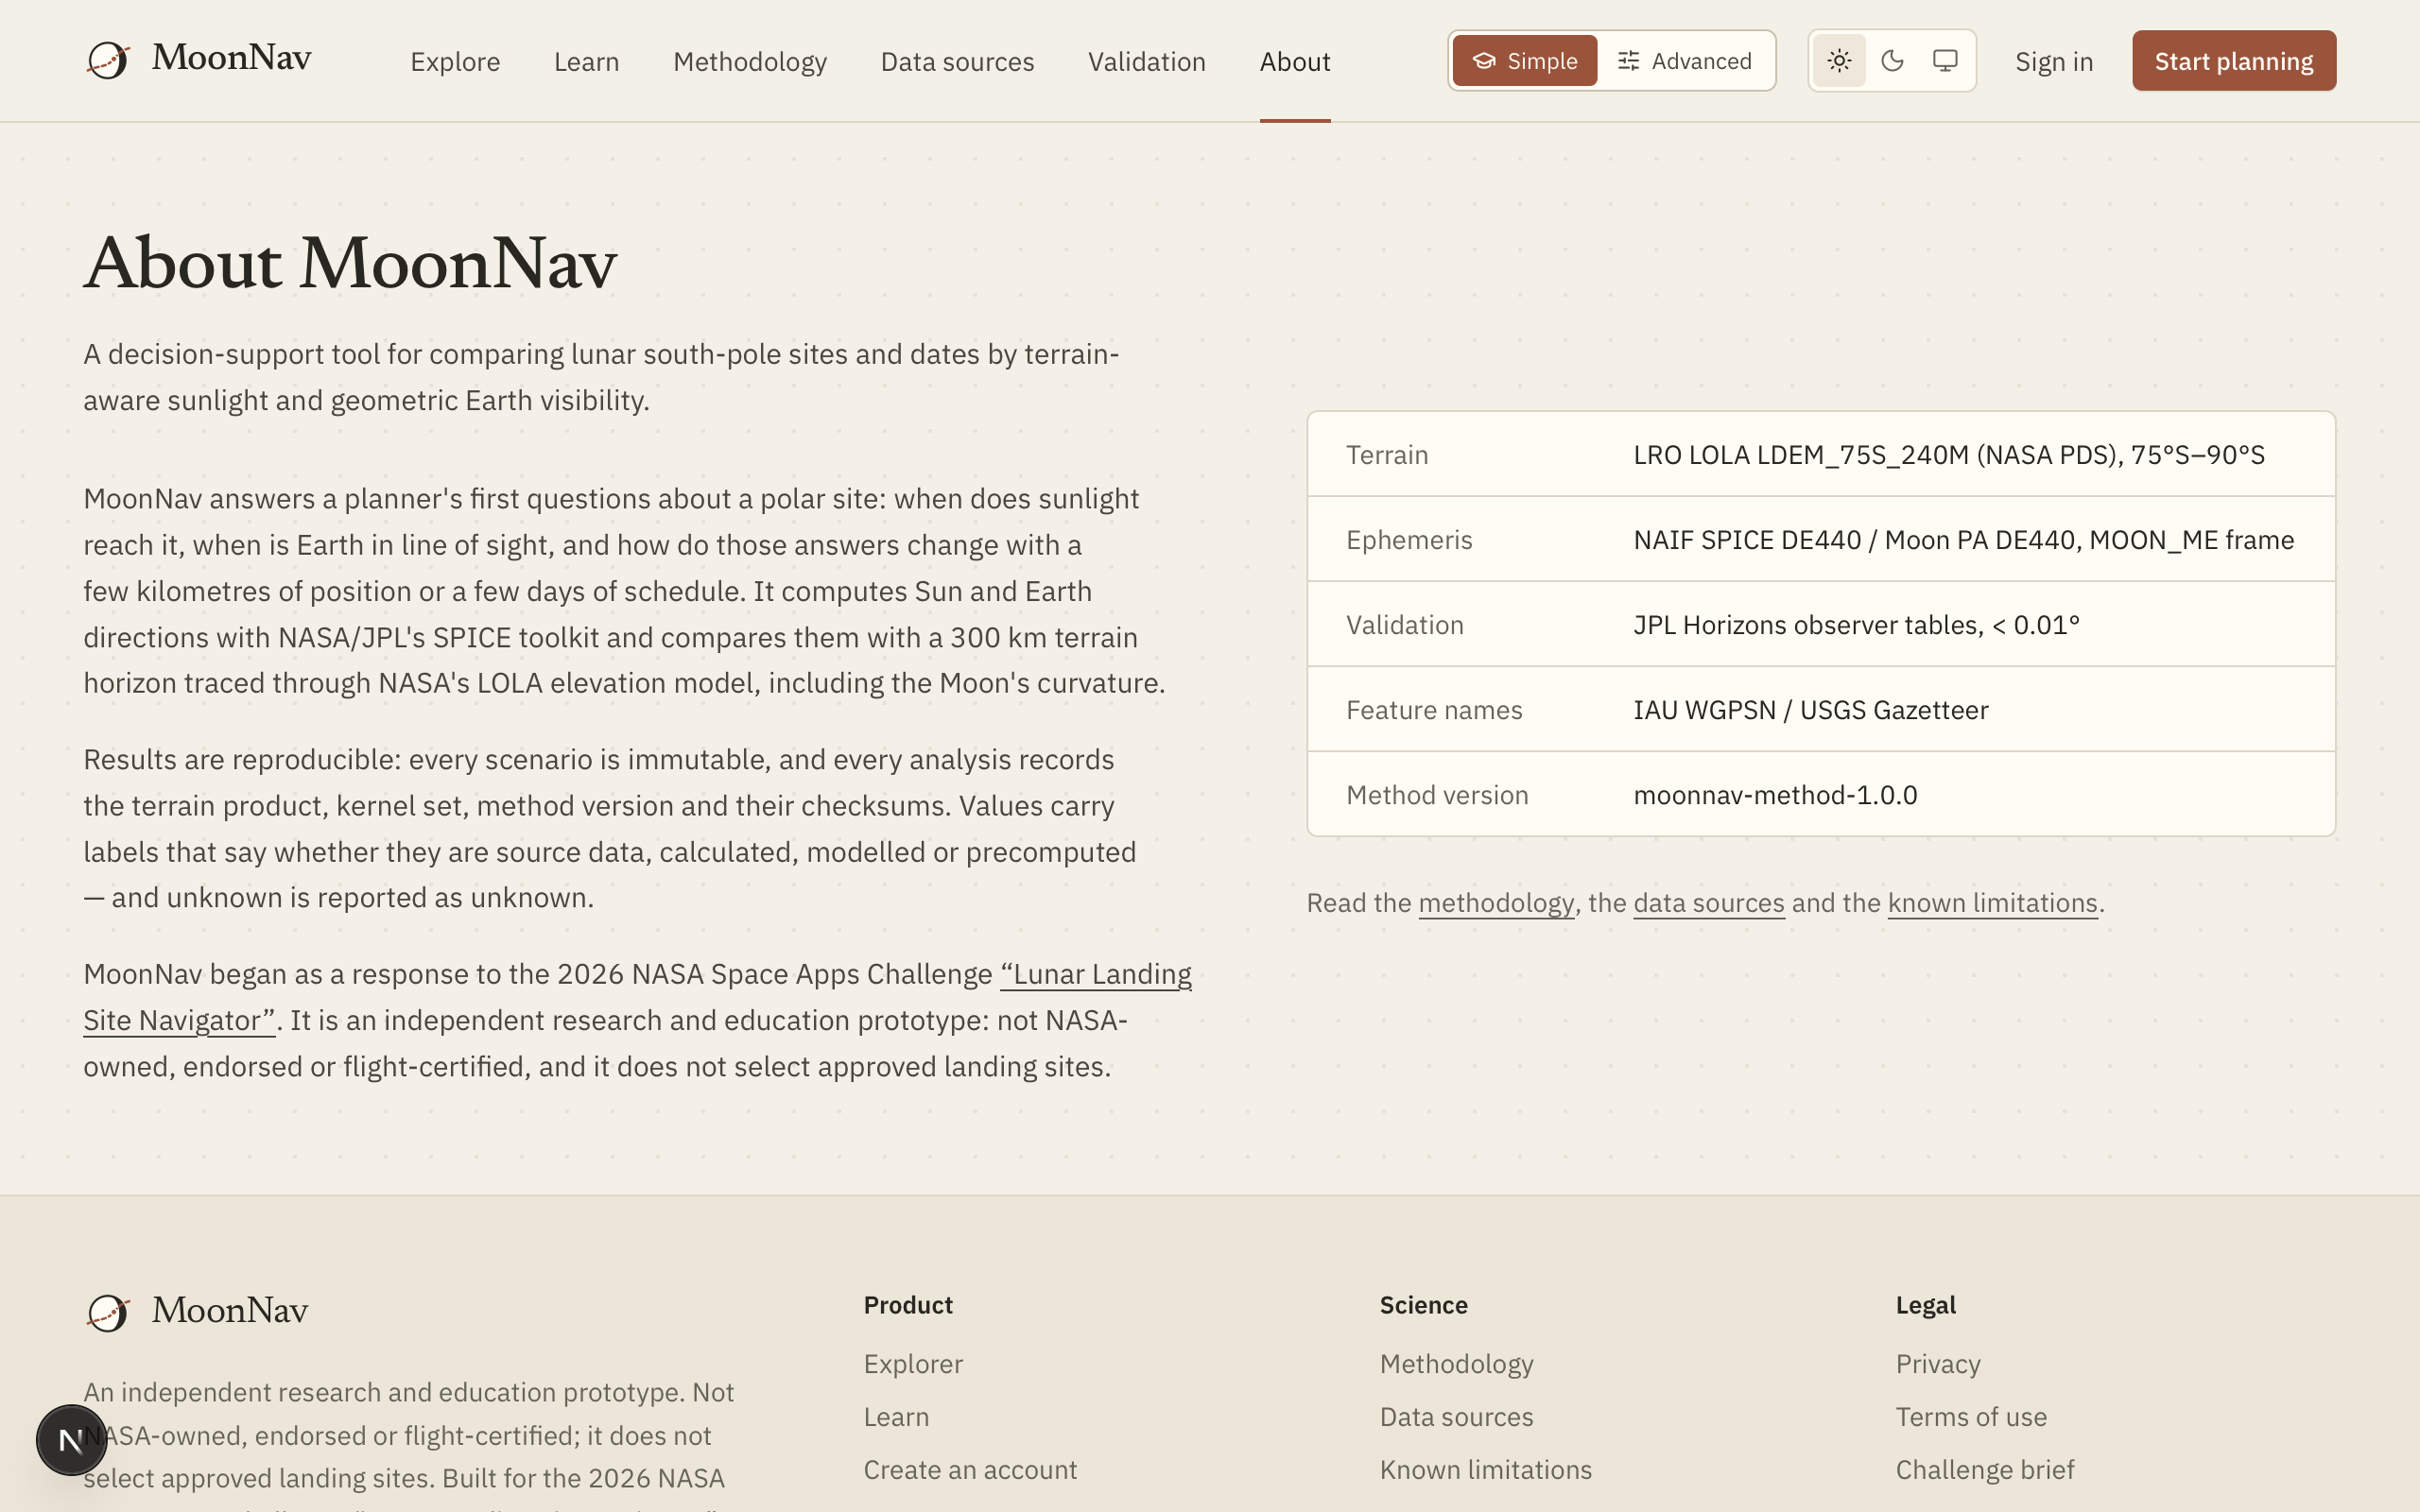 MoonNav
Explore
Learn
Methodology
Data sources
Validation
About
Simple
Advanced
Sign in
Start planning
About MoonNav
A decision-support tool for comparing lunar south-pole sites and dates by terrain-
aware sunlight and geometric Earth visibility.
MoonNav answers a planner's first questions about a polar site: when does sunlight
reach it, when is Earth in line of sight, and how do those answers change with a
few kilometres of position or a few days of schedule. It computes Sun and Earth
directions with NASA/JPL's SPICE toolkit and compares them with a 300 km terrain
horizon traced through NASA's LOLA elevation model, including the Moon's curvature.
Results are reproducible: every scenario is immutable, and every analysis records
the terrain product, kernel set, method version and their checksums. Values carry
labels that say whether they are source data, calculated, modelled or precomputed
— and unknown is reported as unknown.
MoonNav began as a response to the 2026 NASA Space Apps Challenge “Lunar Landing
Site Navigator”. It is an independent research and education prototype: not NASA-
owned, endorsed or flight-certified, and it does not select approved landing sites.
Terrain LRO LOLA LDEM_75S_240M (NASA PDS), 75°S–90°S
Ephemeris NAIF SPICE DE440 / Moon PA DE440, MOON_ME frame
Validation JPL Horizons observer tables, < 0.01°
Feature names IAU WGPSN / USGS Gazetteer
Method version moonnav-method-1.0.0
Read the methodology, the data sources and the known limitations.
MoonNav
An independent research and education prototype. Not
NASA-owned, endorsed or flight-certified; it does not
select approved landing sites. Built for the 2026 NASA
N
Product
Explorer
Learn
Create an account
Science
Methodology
Data sources
Known limitations
Legal
Privacy
Terms of use
Challenge brief